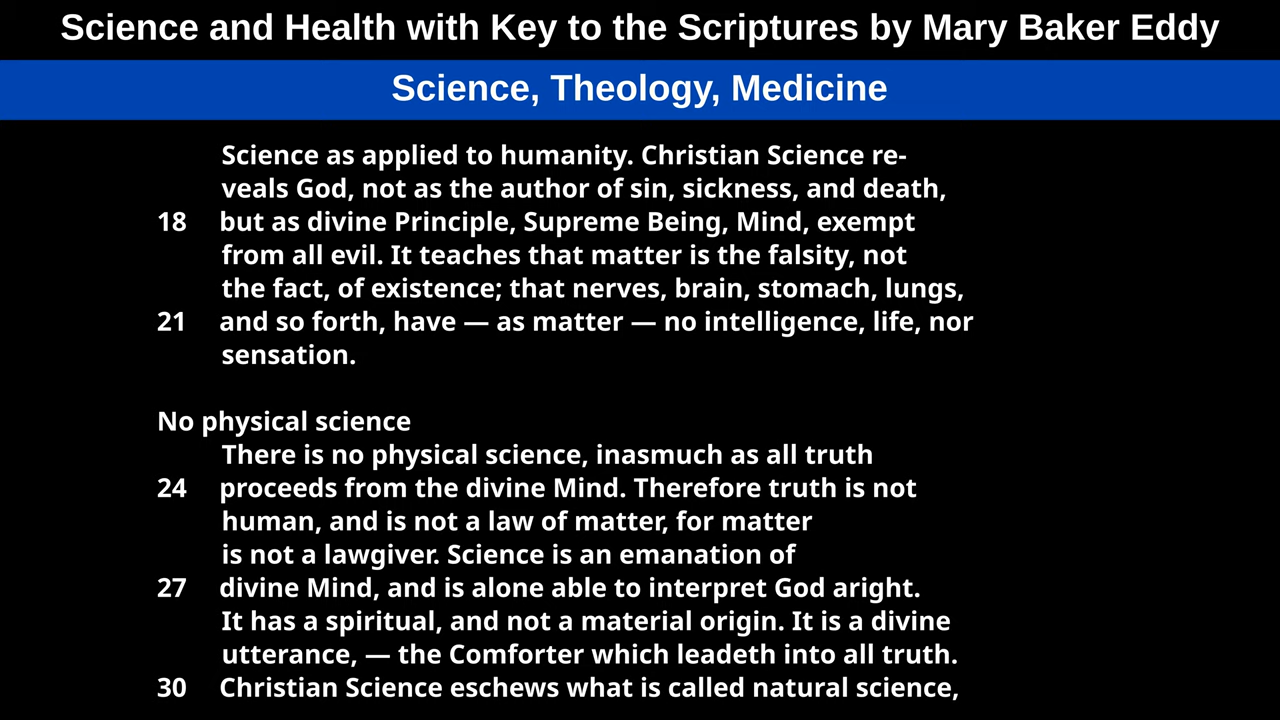 Science and Health with Key to the Scriptures by Mary Baker Eddy
Science, Theology, Medicine
Science as applied to humanity. Christian Science re-
veals God, not as the author of sin, sickness, and death,
18 but as divine Principle, Supreme Being, Mind, exempt
from all evil. It teaches that matter is the falsity, not
the fact, of existence; that nerves, brain, stomach, lungs,
21 and so forth, have — as matter — no intelligence, life, nor
sensation.
No physical science
There is no physical science, inasmuch as all truth
24 proceeds from the divine Mind. Therefore truth is not
human, and is not a law of matter, for matter
is not a lawgiver. Science is an emanation of
27 divine Mind, and is alone able to interpret God aright.
It has a spiritual, and not a material origin. It is a divine
utterance, — the Comforter which leadeth into all truth.
30 Christian Science eschews what is called natural science,